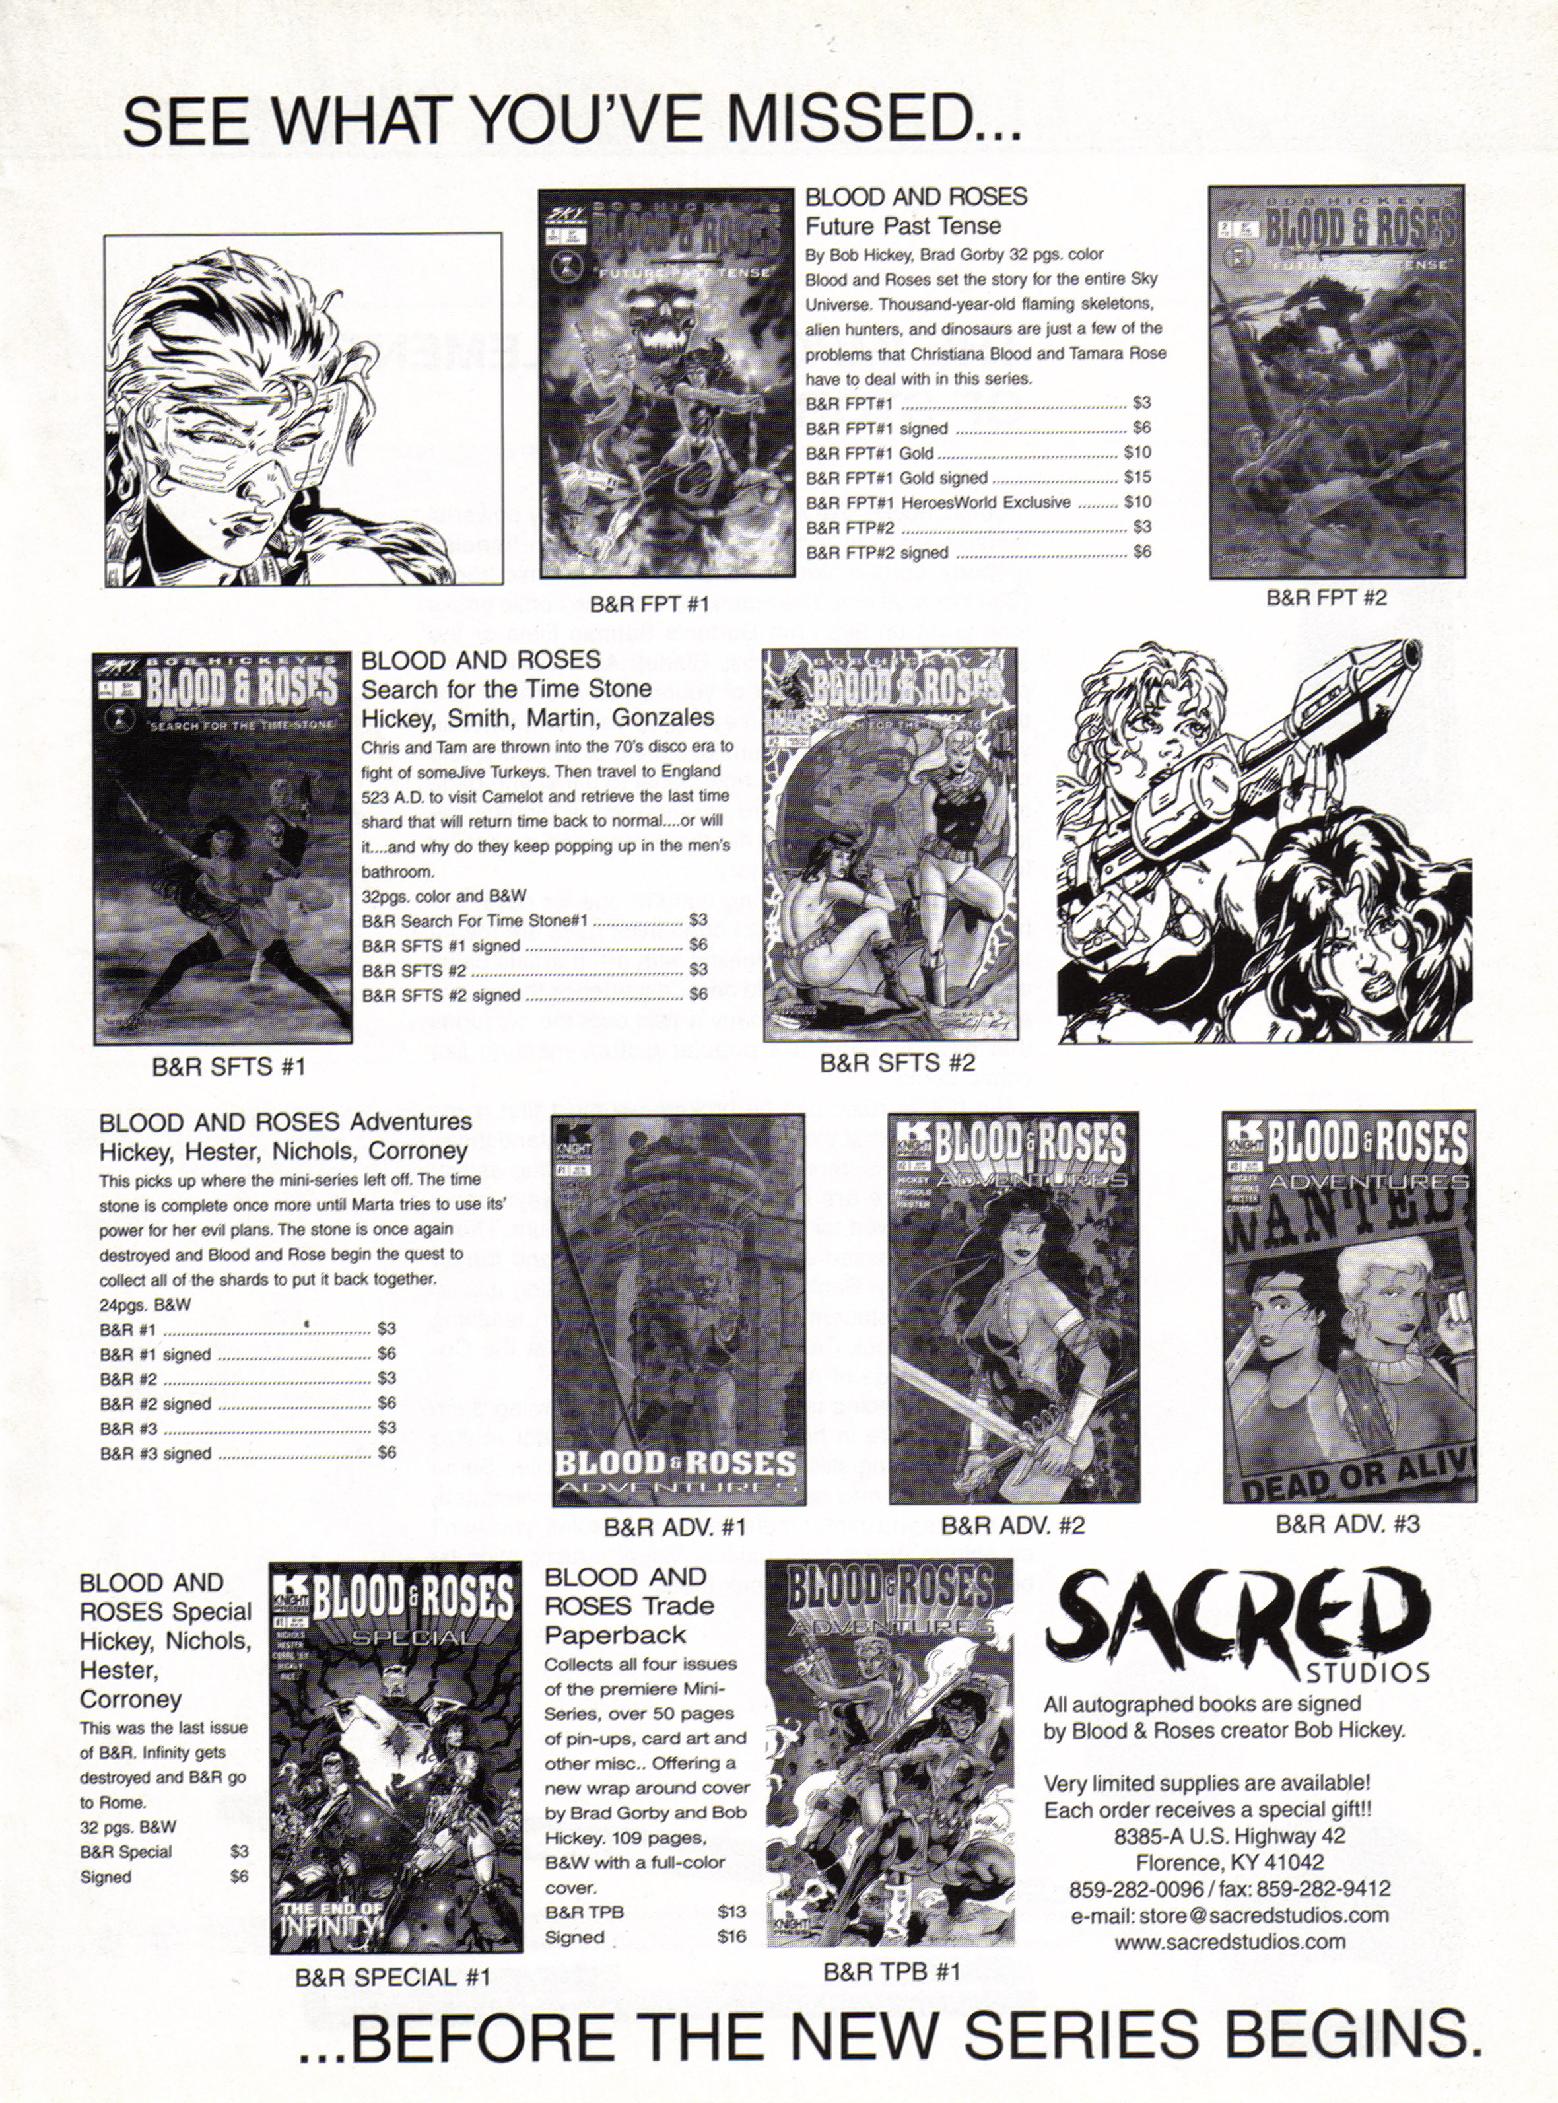 SEE WHAT YOU'VE MISSED...
SKY
BOB HICKEY'S
BLOOD & ROSES
"FUTURE PAST TENSE"
B&R FPT #1
BLOOD AND ROSES
Future Past Tense
By Bob Hickey, Brad Gorby 32 pgs. color
Blood and Roses set the story for the entire Sky
Universe. Thousand-year-old flaming skeletons,
alien hunters, and dinosaurs are just a few of the
problems that Christiana Blood and Tamara Rose
have to deal with in this series.
B&R FPT#1 ............................................. $3
B&R FPT#1 signed .................................. $6
B&R FPT#1 Gold.................................... $10
B&R FPT#1 Gold signed ......................... $15
B&R FPT#1 HeroesWorld Exclusive ........ $10
B&R FTP#2 ............................................. $3
B&R FTP#2 signed .................................. $6
SKY
BOB HICKEY'S
BLOOD & ROSES
"FUTURE PAST TENSE"
B&R FPT #2
SKY
BOB HICKEY'S
BLOOD & ROSES
"SEARCH FOR THE TIME STONE"
B&R SFTS #1
BLOOD AND ROSES
Search for the Time Stone
Hickey, Smith, Martin, Gonzales
Chris and Tam are thrown into the 70's disco era to
fight of someJive Turkeys. Then travel to England
523 A.D. to visit Camelot and retrieve the last time
shard that will return time back to normal....or will
it....and why do they keep popping up in the men's
bathroom.
32pgs. color and B&W
B&R Search For Time Stone#1 .................. $3
B&R SFTS #1 signed ................................ $6
B&R SFTS #2 ........................................... $3
B&R SFTS #2 signed ................................ $6
BOB HICKEY'S
BLOOD & ROSES
#2
B&R SFTS #2
BLOOD AND ROSES Adventures
Hickey, Hester, Nichols, Corroney
This picks up where the mini-series left off. The time
stone is complete once more until Marta tries to use its'
power for her evil plans. The stone is once again
destroyed and Blood and Rose begin the quest to
collect all of the shards to put it back together.
24pgs. B&W
B&R #1 .......................................... $3
B&R #1 signed ............................... $6
B&R #2 .......................................... $3
B&R #2 signed ............................... $6
B&R #3 .......................................... $3
B&R #3 signed ............................... $6
KNIGHT
#1
BLOOD & ROSES
ADVENTURES
B&R ADV. #1
KNIGHT
BLOOD & ROSES
ADVENTURES
B&R ADV. #2
KNIGHT
BLOOD & ROSES
ADVENTURES
WANTED
DEAD OR ALIV
B&R ADV. #3
BLOOD AND
ROSES Special
Hickey, Nichols,
Hester,
Corroney
This was the last issue
of B&R. Infinity gets
destroyed and B&R go
to Rome.
32 pgs. B&W
B&R Special $3
Signed $6
KNIGHT
#1
BLOOD & ROSES
SPECIAL
NICHOLS
HESTER
THE END OF
INFINITY!
B&R SPECIAL #1
BLOOD AND
ROSES Trade
Paperback
Collects all four issues
of the premiere Mini-
Series, over 50 pages
of pin-ups, card art and
other misc.. Offering a
new wrap around cover
by Brad Gorby and Bob
Hickey. 109 pages,
B&W with a full-color
cover.
B&R TPB $13
Signed $16
BLOOD & ROSES
ADVENTURES
KNIGHT
PRESS
B&R TPB #1
SACRED
STUDIOS
All autographed books are signed
by Blood & Roses creator Bob Hickey.
Very limited supplies are available!
Each order receives a special gift!!
8385-A U.S. Highway 42
Florence, KY 41042
859-282-0096 / fax: 859-282-9412
e-mail: store@sacredstudios.com
www.sacredstudios.com
...BEFORE THE NEW SERIES BEGINS.